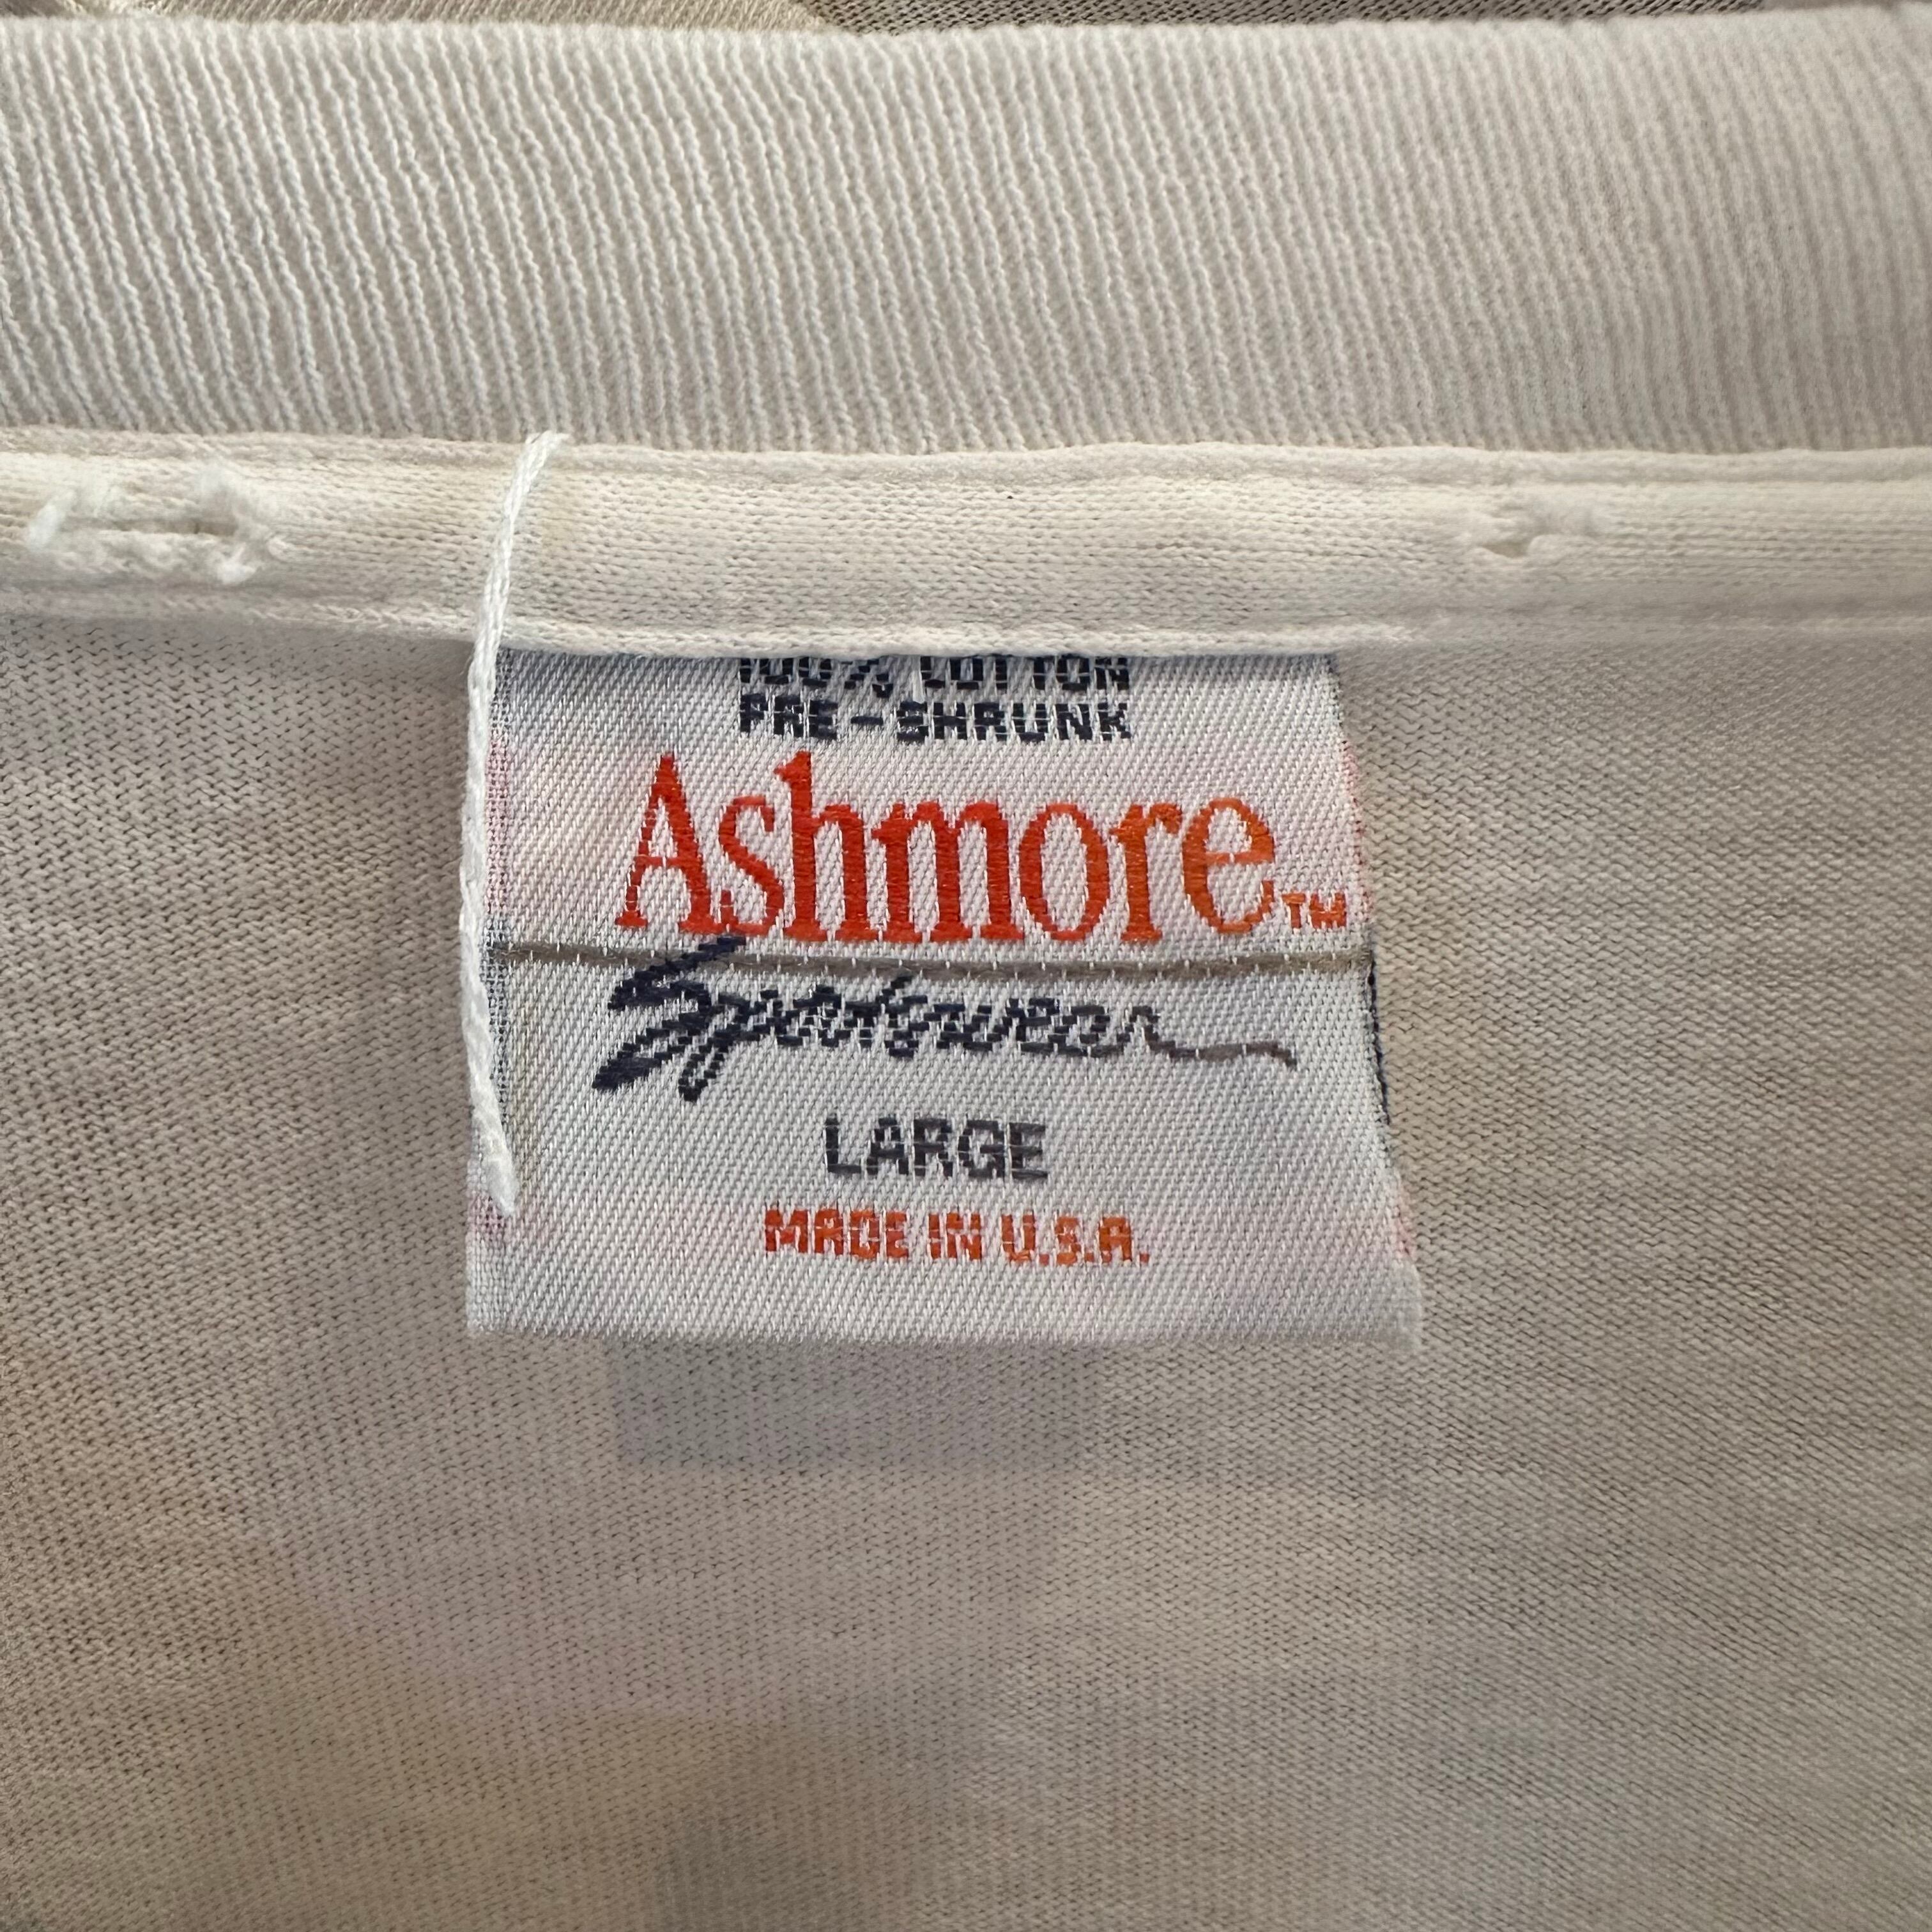 100% COTTON
PRE-SHRUNK
Ashmore™
Sportswear
LARGE
MADE IN U.S.A.